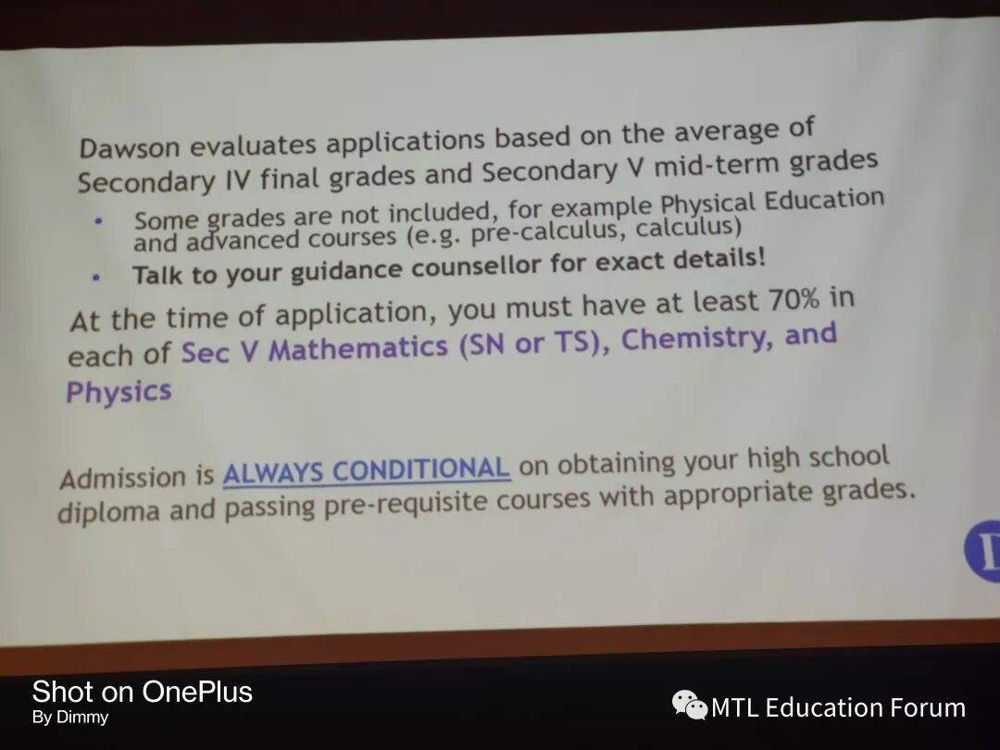 Dawson evaluates applications based on the average of
Secondary IV final grades and Secondary V mid-term grades
• Some grades are not included, for example Physical Education
and advanced courses (e.g. pre-calculus, calculus)
• Talk to your guidance counsellor for exact details!
At the time of application, you must have at least 70% in
each of Sec V Mathematics (SN or TS), Chemistry, and
Physics
Admission is ALWAYS CONDITIONAL on obtaining your high school
diploma and passing pre-requisite courses with appropriate grades.
D
Shot on OnePlus
By Dimmy
MTL Education Forum